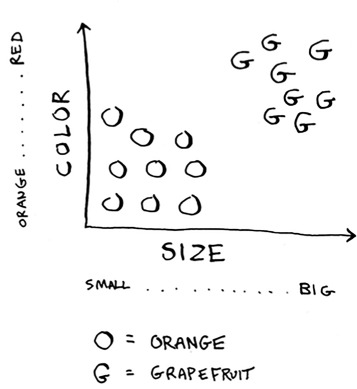 ORANGE ........ RED
COLOR
G G
G G
G G
G G
O
O O
O O O
O O O
SIZE
SMALL ........... BIG
O = ORANGE
G = GRAPEFRUIT